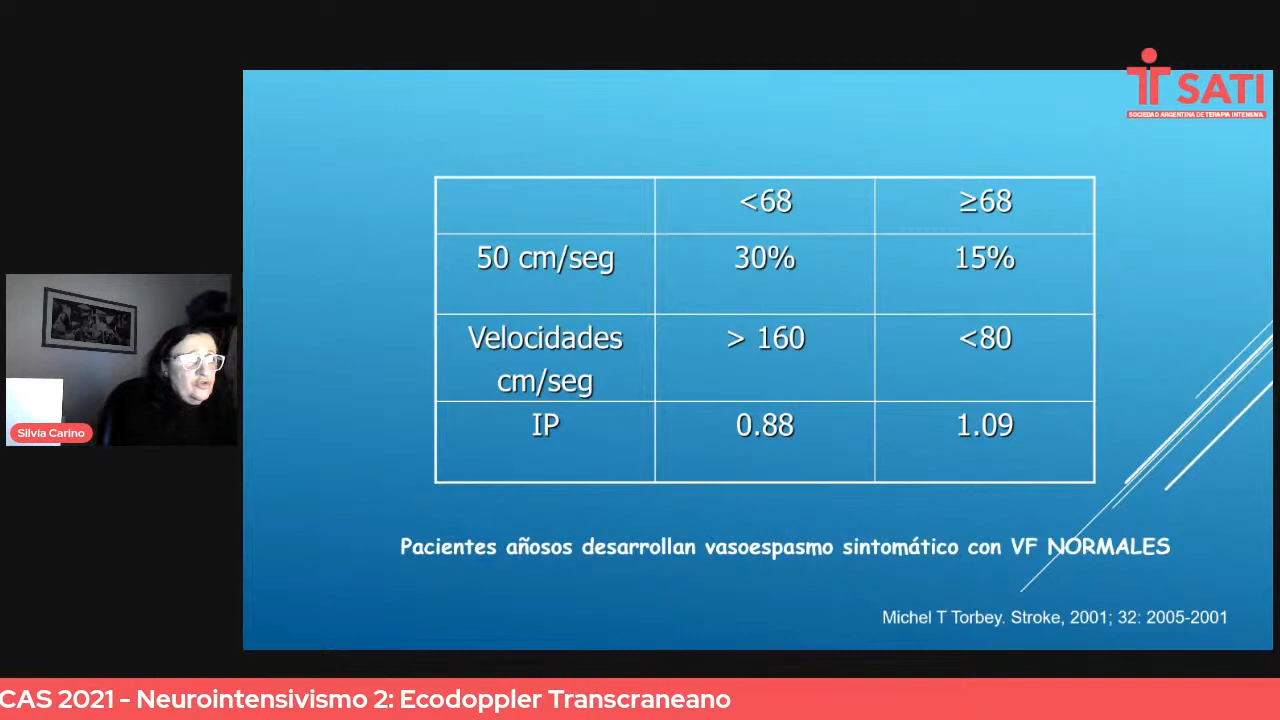 SATI
SOCIEDAD ARGENTINA DE TERAPIA INTENSIVA
<68 ≥68
50 cm/seg 30% 15%
Velocidades > 160 <80
cm/seg
IP 0.88 1.09
Silvia Carino
Pacientes añosos desarrollan vasoespasmo sintomático con VF NORMALES
Michel T Torbey. Stroke, 2001; 32: 2005-2001
CAS 2021 - Neurointensivismo 2: Ecodoppler Transcraneano